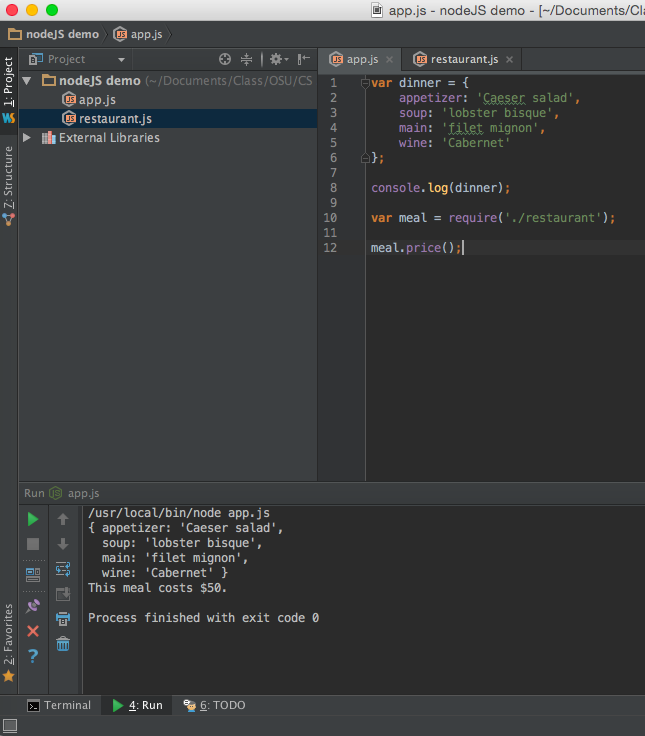 app.js - nodeJS demo - [~/Documents/Cla
nodeJS demo
app.js
1: Project
Z: Structure
2: Favorites
Project
nodeJS demo (~/Documents/Class/OSU/CS
app.js
restaurant.js
External Libraries
app.js
restaurant.js
1 var dinner = {
2 appetizer: 'Caeser salad',
3 soup: 'lobster bisque',
4 main: 'filet mignon',
5 wine: 'Cabernet'
6 };
7
8 console.log(dinner);
9
10 var meal = require('./restaurant');
11
12 meal.price();
Run app.js
/usr/local/bin/node app.js
{ appetizer: 'Caeser salad',
soup: 'lobster bisque',
main: 'filet mignon',
wine: 'Cabernet' }
This meal costs $50.
Process finished with exit code 0
Terminal
4: Run
6: TODO